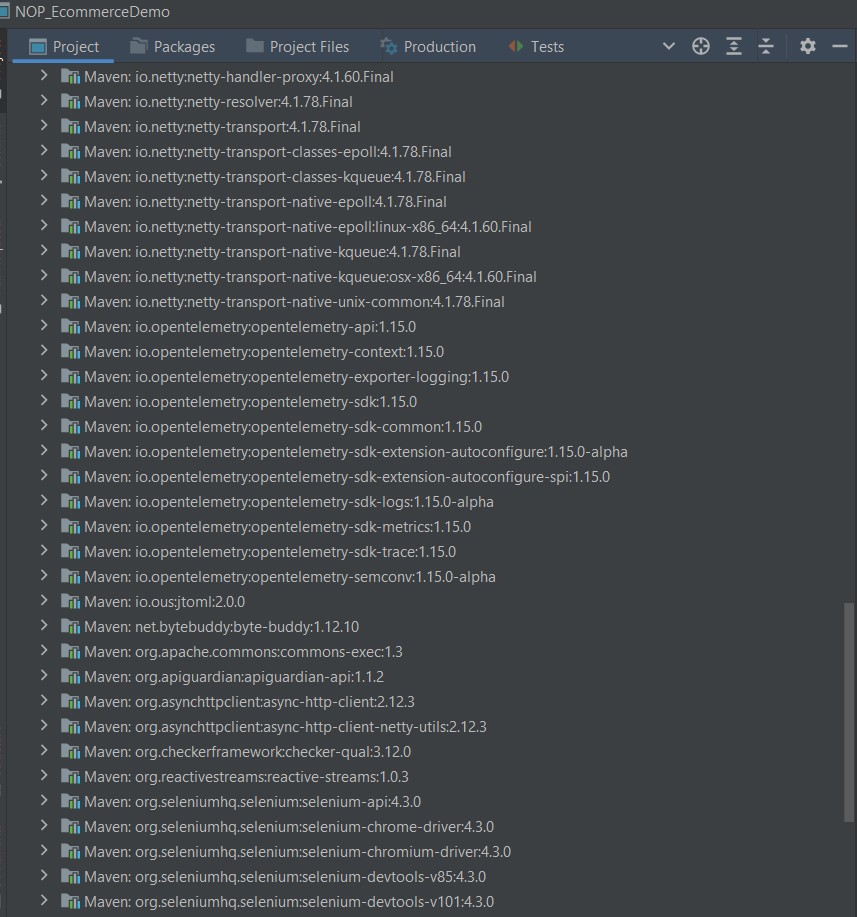 NOP_EcommerceDemo
Project Packages Project Files Production Tests
Maven: io.netty:netty-handler-proxy:4.1.60.Final
Maven: io.netty:netty-resolver:4.1.78.Final
Maven: io.netty:netty-transport:4.1.78.Final
Maven: io.netty:netty-transport-classes-epoll:4.1.78.Final
Maven: io.netty:netty-transport-classes-kqueue:4.1.78.Final
Maven: io.netty:netty-transport-native-epoll:4.1.78.Final
Maven: io.netty:netty-transport-native-epoll:linux-x86_64:4.1.60.Final
Maven: io.netty:netty-transport-native-kqueue:4.1.78.Final
Maven: io.netty:netty-transport-native-kqueue:osx-x86_64:4.1.60.Final
Maven: io.netty:netty-transport-native-unix-common:4.1.78.Final
Maven: io.opentelemetry:opentelemetry-api:1.15.0
Maven: io.opentelemetry:opentelemetry-context:1.15.0
Maven: io.opentelemetry:opentelemetry-exporter-logging:1.15.0
Maven: io.opentelemetry:opentelemetry-sdk:1.15.0
Maven: io.opentelemetry:opentelemetry-sdk-common:1.15.0
Maven: io.opentelemetry:opentelemetry-sdk-extension-autoconfigure:1.15.0-alpha
Maven: io.opentelemetry:opentelemetry-sdk-extension-autoconfigure-spi:1.15.0
Maven: io.opentelemetry:opentelemetry-sdk-logs:1.15.0-alpha
Maven: io.opentelemetry:opentelemetry-sdk-metrics:1.15.0
Maven: io.opentelemetry:opentelemetry-sdk-trace:1.15.0
Maven: io.opentelemetry:opentelemetry-semconv:1.15.0-alpha
Maven: io.ous:jtoml:2.0.0
Maven: net.bytebuddy:byte-buddy:1.12.10
Maven: org.apache.commons:commons-exec:1.3
Maven: org.apiguardian:apiguardian-api:1.1.2
Maven: org.asynchttpclient:async-http-client:2.12.3
Maven: org.asynchttpclient:async-http-client-netty-utils:2.12.3
Maven: org.checkerframework:checker-qual:3.12.0
Maven: org.reactivestreams:reactive-streams:1.0.3
Maven: org.seleniumhq.selenium:selenium-api:4.3.0
Maven: org.seleniumhq.selenium:selenium-chrome-driver:4.3.0
Maven: org.seleniumhq.selenium:selenium-chromium-driver:4.3.0
Maven: org.seleniumhq.selenium:selenium-devtools-v85:4.3.0
Maven: org.seleniumhq.selenium:selenium-devtools-v101:4.3.0